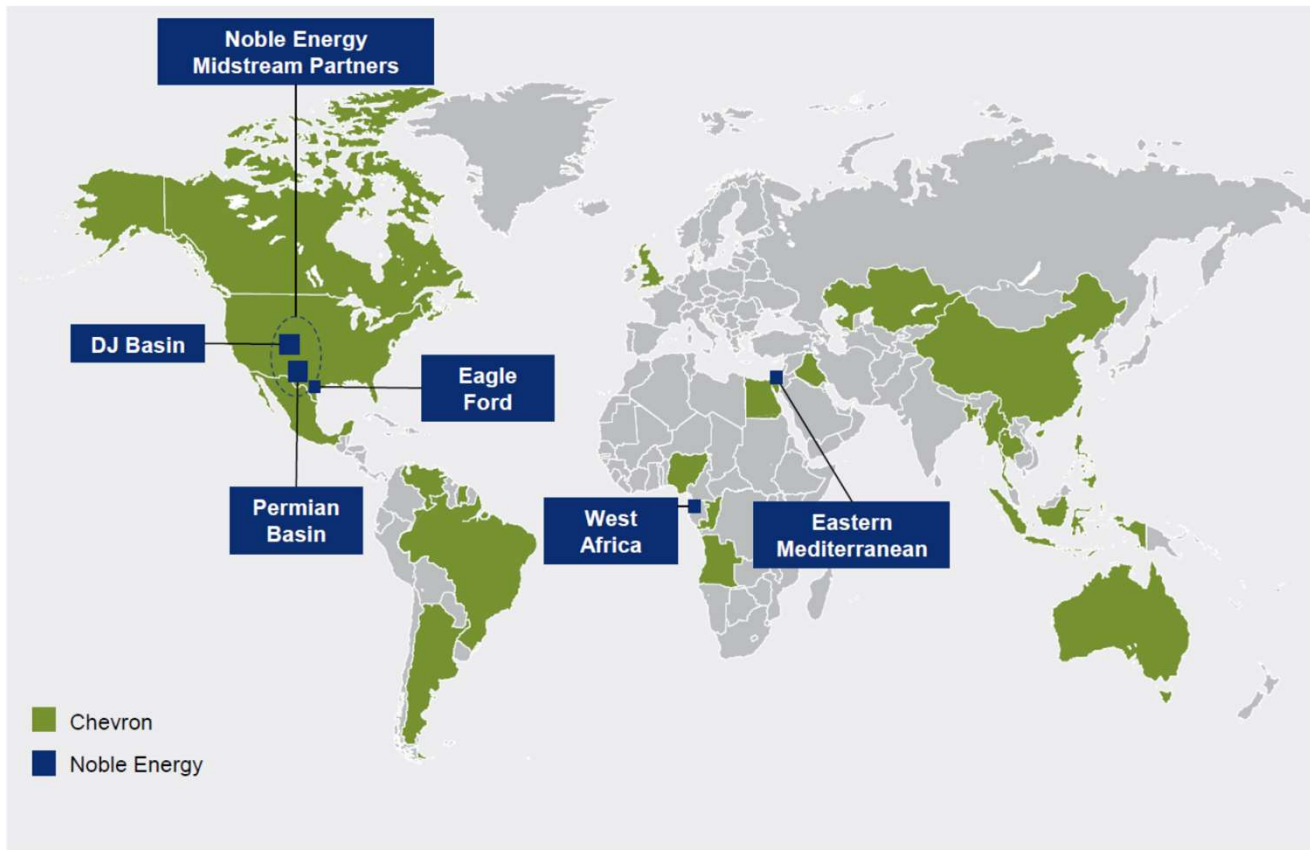 Noble Energy
Midstream Partners
DJ Basin
Eagle
Ford
Permian
Basin
West
Africa
Eastern
Mediterranean
Chevron
Noble Energy